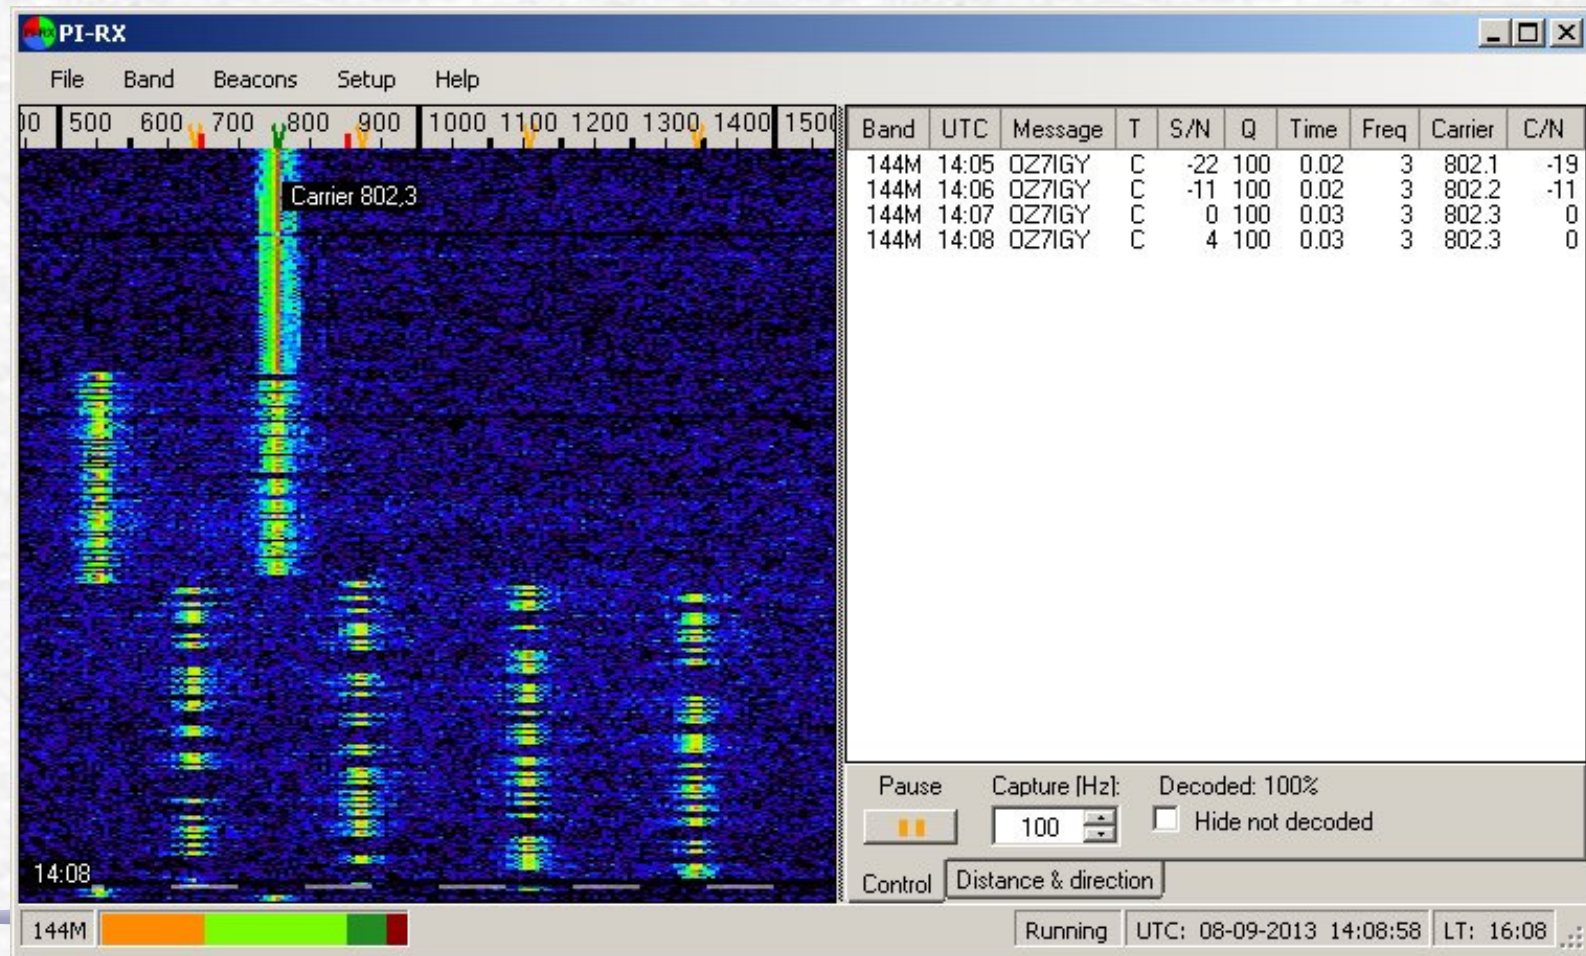 PI-RX
File Band Beacons Setup Help
00 500 600 700 800 900 1000 1100 1200 1300 1400 1500
Carrier 802,3
14:08
Band UTC Message T S/N Q Time Freq Carrier C/N
144M 14:05 OZ7IGY C -22 100 0.02 3 802.1 -19
144M 14:06 OZ7IGY C -11 100 0.02 3 802.2 -11
144M 14:07 OZ7IGY C 0 100 0.03 3 802.3 0
144M 14:08 OZ7IGY C 4 100 0.03 3 802.3 0
Pause Capture [Hz]: Decoded: 100%
100 Hide not decoded
Control Distance & direction
144M Running UTC: 08-09-2013 14:08:58 LT: 16:08